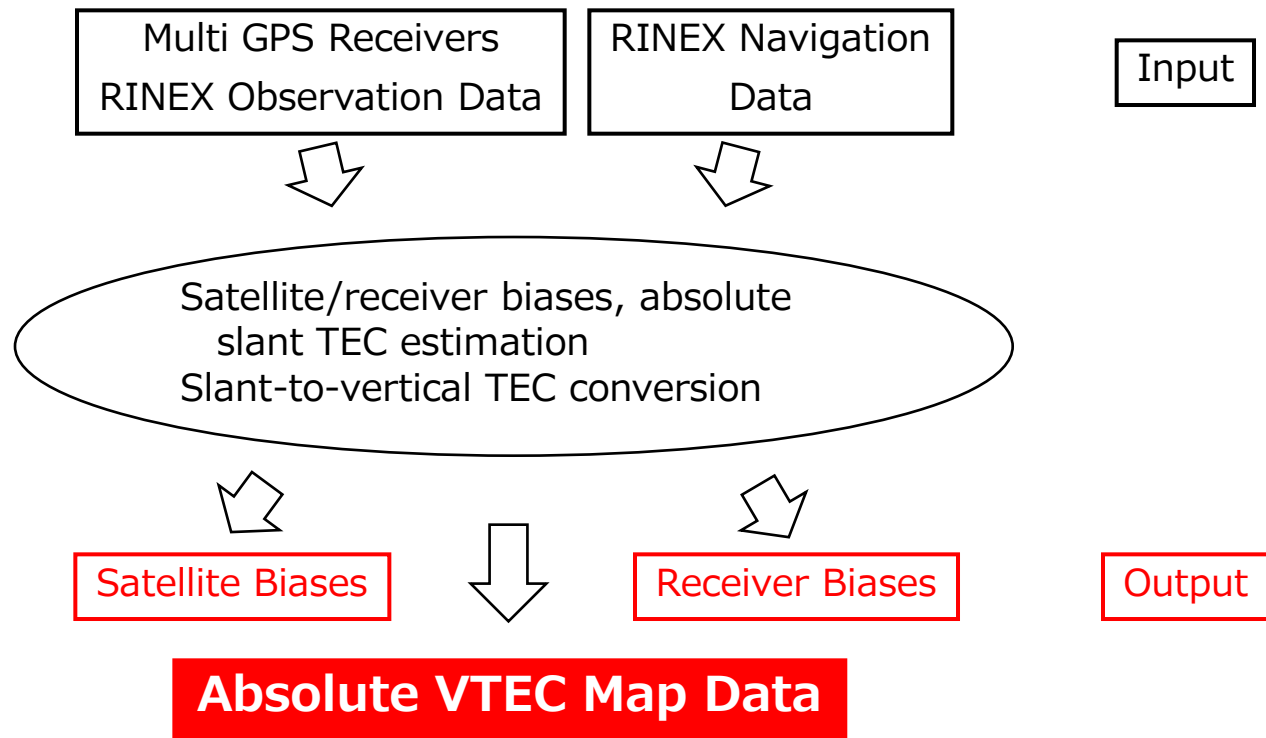 Multi GPS Receivers
RINEX Observation Data
RINEX Navigation
Data
Input
Satellite/receiver biases, absolute
slant TEC estimation
Slant-to-vertical TEC conversion
Satellite Biases
Receiver Biases
Output
Absolute VTEC Map Data